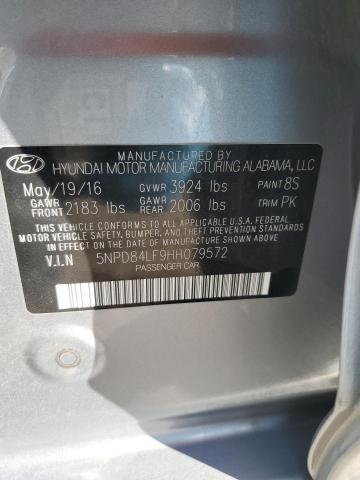 MANUFACTURED BY
HYUNDAI MOTOR MANUFACTURING ALABAMA, LLC
May/19/16 GVWR 3924 lbs PAINT 8S
GAWR FRONT 2183 lbs GAWR REAR 2006 lbs TRIM PK
THIS VEHICLE CONFORMS TO ALL APPLICABLE U.S.A. FEDERAL
MOTOR VEHICLE SAFETY, BUMPER, AND THEFT PREVENTION STANDARDS
IN EFFECT ON THE DATE OF MANUFACTURE SHOWN ABOVE.
V.I.N 5NPD84LF9HH079572
PASSENGER CAR